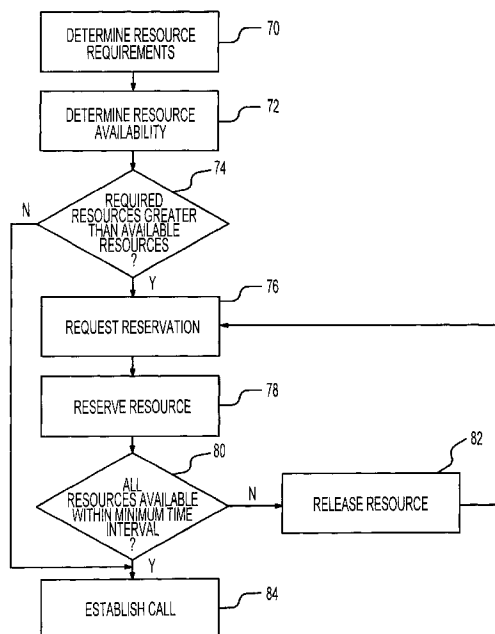 DETERMINE RESOURCE
REQUIREMENTS
70
DETERMINE RESOURCE
AVAILABILITY
72
74
N
REQUIRED
RESOURCES GREATER
THAN AVAILABLE
RESOURCES
?
Y
76
REQUEST RESERVATION
78
RESERVE RESOURCE
80
ALL
RESOURCES AVAILABLE
WITHIN MINIMUM TIME
INTERVAL
?
N
82
RELEASE RESOURCE
Y
84
ESTABLISH CALL